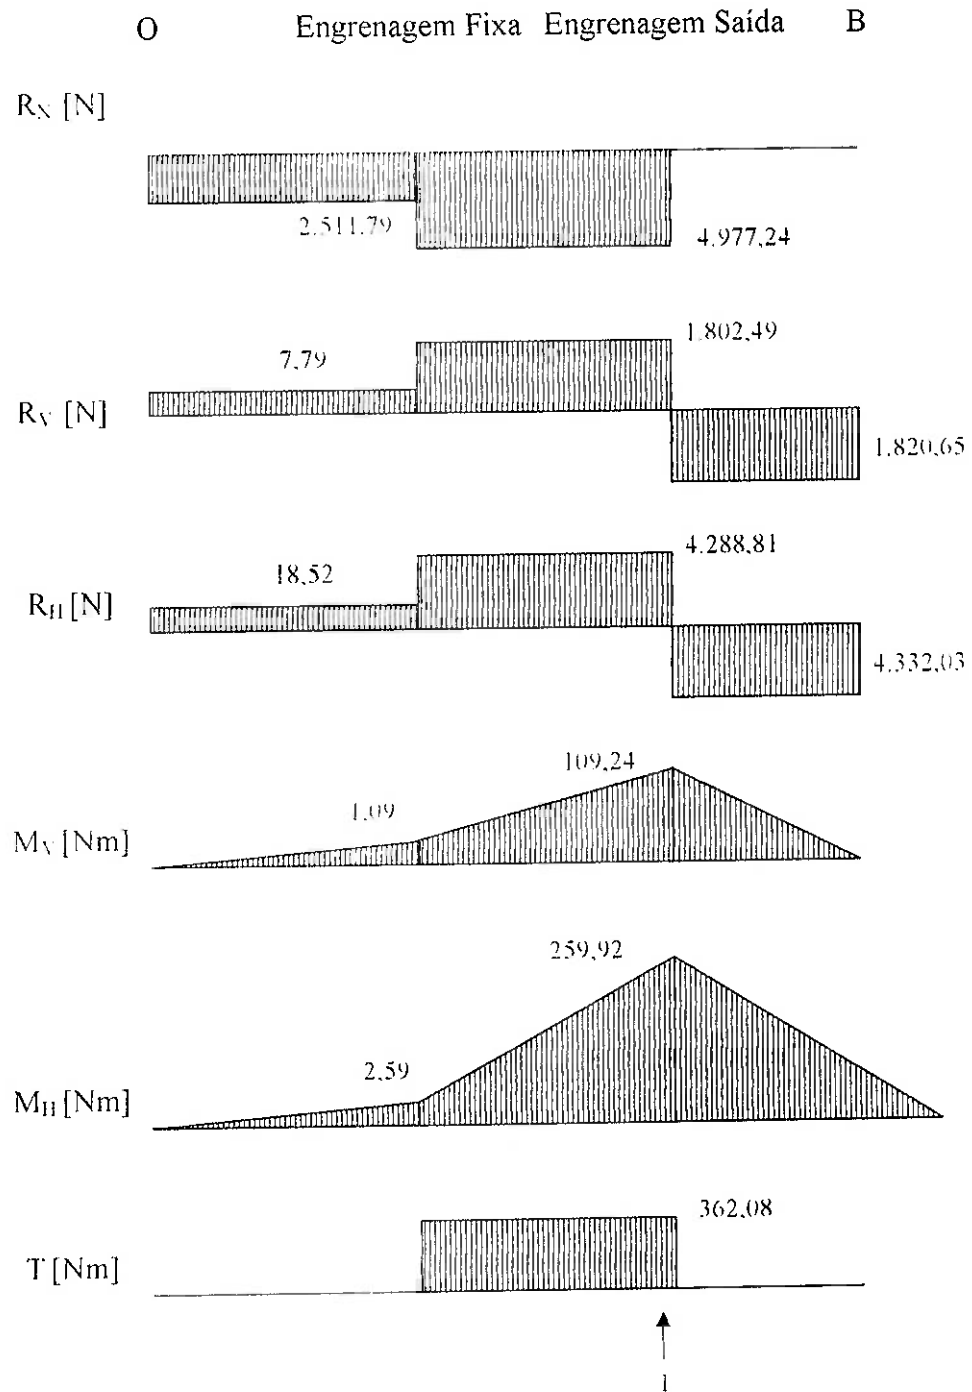 O Engrenagem Fixa Engrenagem Saída B
R_X [N]
2.511.79
4.977,24
1.802,49
7,79
R_V [N]
1.820,65
4.288,81
18,52
R_H [N]
4.332,03
109,24
1,09
M_V [Nm]
259,92
2,59
M_H [Nm]
362,08
T [Nm]
1